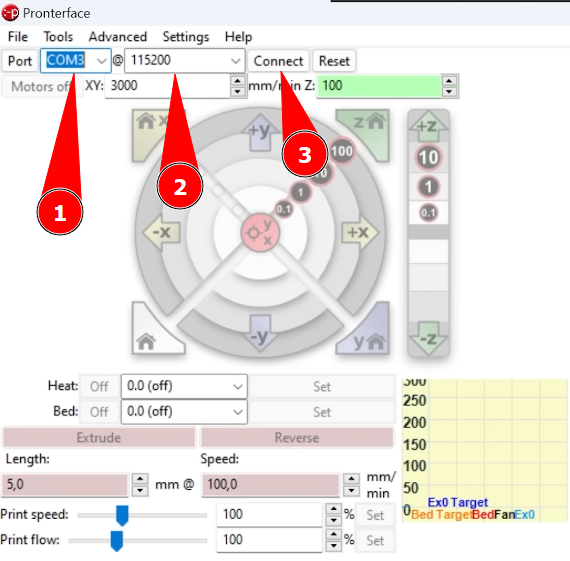 Pronterface
File Tools Advanced Settings Help
Port COM3 @ 115200 Connect Reset
Motors off XY: 3000 mm/min Z: 100
x +y z 100 +z
3 10 10
2 1 1
1 0.1 0.1
-x y x +x
-y y -z
Heat: Off 0.0 (off) Set
Bed: Off 0.0 (off) Set
Extrude Reverse
Length: Speed:
5,0 mm @ 100,0 mm/
min
Print speed: 100 % Set
Print flow: 100 % Set
300
250
200
150
100
50
0
Ex0 Target
Bed Target Bed Fan Ex0